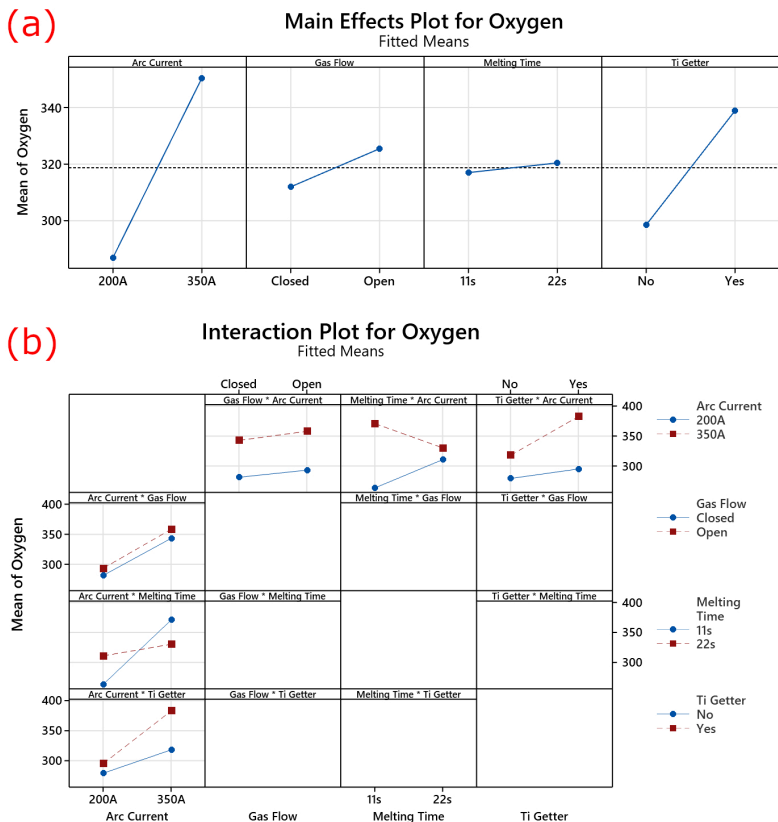 (a)
Main Effects Plot for Oxygen
Fitted Means
Arc Current Gas Flow Melting Time Ti Getter
Mean of Oxygen
340
320
300
200A 350A Closed Open 11s 22s No Yes
(b)
Interaction Plot for Oxygen
Fitted Means
Closed Open No Yes
Gas Flow * Arc Current Melting Time * Arc Current Ti Getter * Arc Current
400
350
300
Arc Current
200A
350A
Arc Current * Gas Flow Melting Time * Gas Flow Ti Getter * Gas Flow
400
350
300
Gas Flow
Closed
Open
Mean of Oxygen
Arc Current * Melting Time Gas Flow * Melting Time Ti Getter * Melting Time
400
350
300
Melting
Time
11s
22s
Arc Current * Ti Getter Gas Flow * Ti Getter Melting Time * Ti Getter
400
350
300
Ti Getter
No
Yes
200A 350A 11s 22s
Arc Current Gas Flow Melting Time Ti Getter